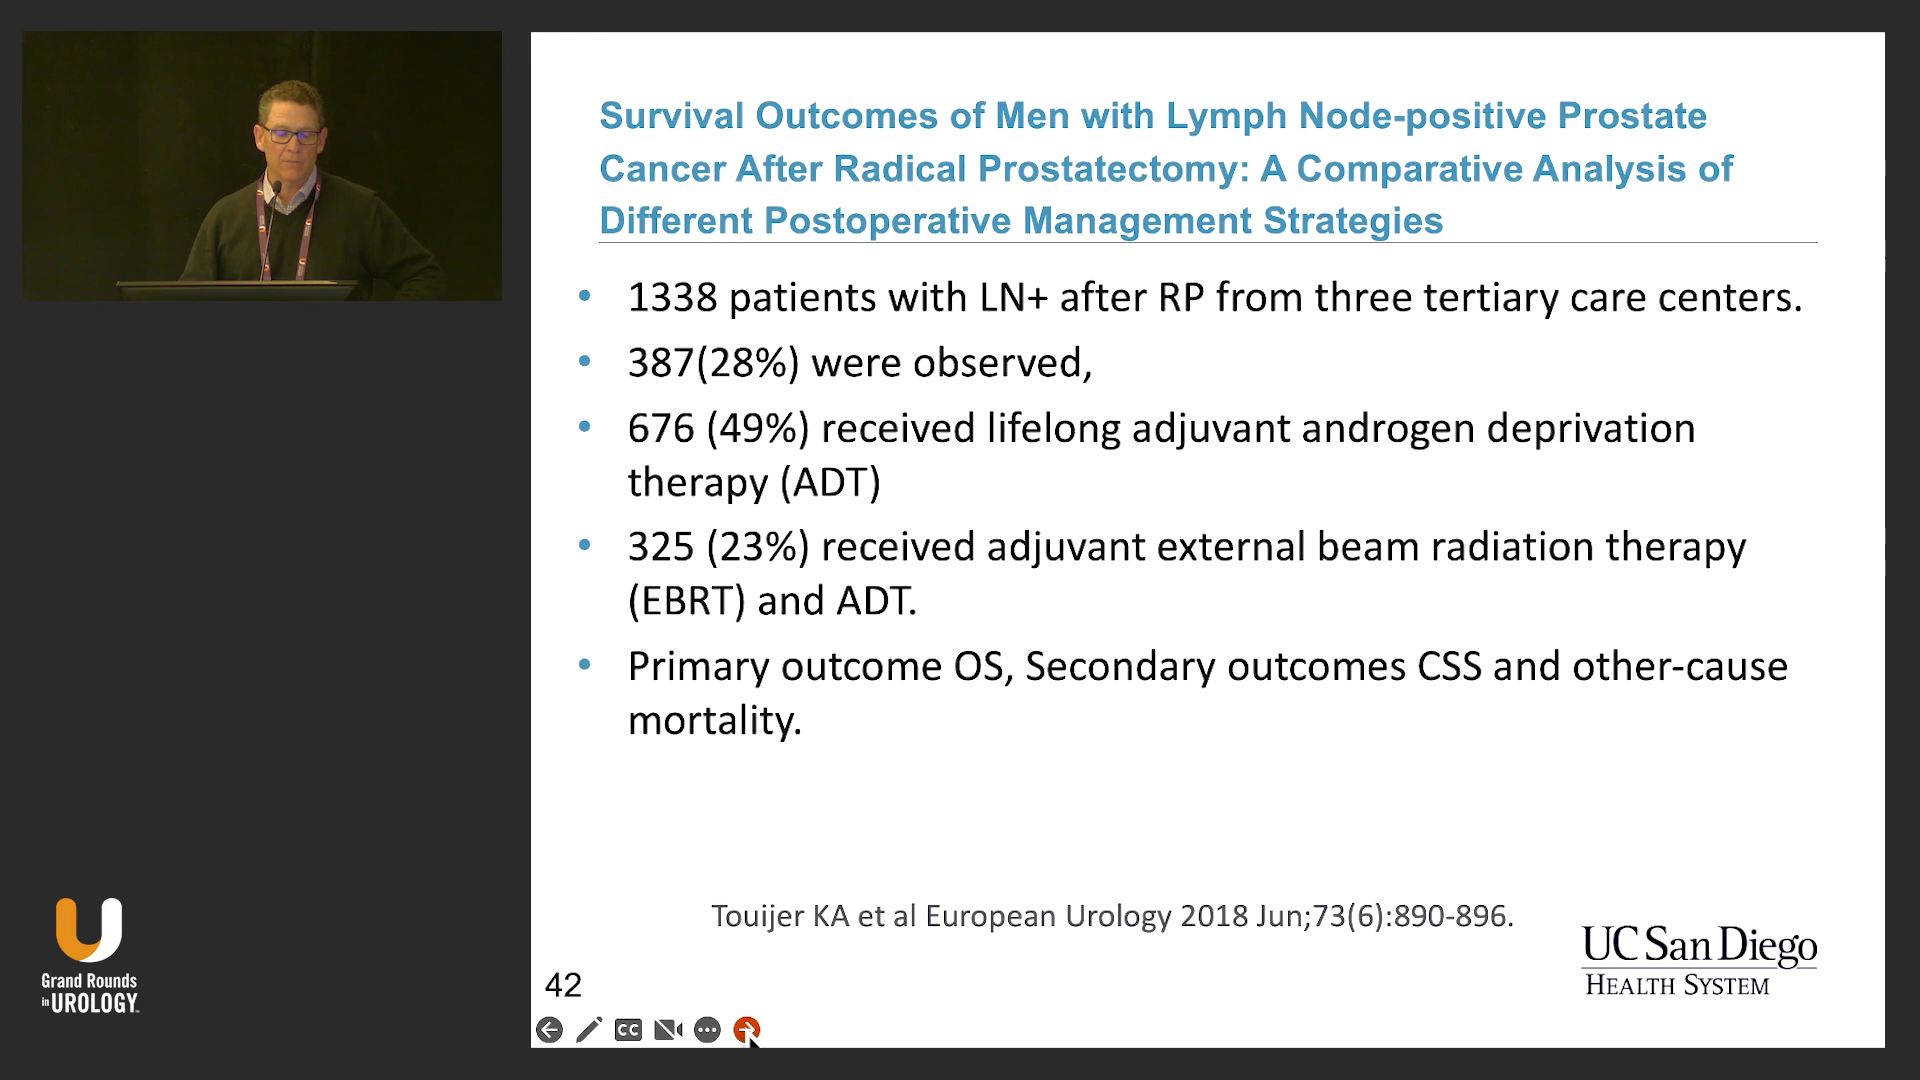 Survival Outcomes of Men with Lymph Node-positive Prostate
Cancer After Radical Prostatectomy: A Comparative Analysis of
Different Postoperative Management Strategies
• 1338 patients with LN+ after RP from three tertiary care centers.
• 387(28%) were observed,
• 676 (49%) received lifelong adjuvant androgen deprivation
therapy (ADT)
• 325 (23%) received adjuvant external beam radiation therapy
(EBRT) and ADT.
• Primary outcome OS, Secondary outcomes CSS and other-cause
mortality.
Touijer KA et al European Urology 2018 Jun;73(6):890-896.
UC San Diego
HEALTH SYSTEM
42
CC
Grand Rounds
in UROLOGY